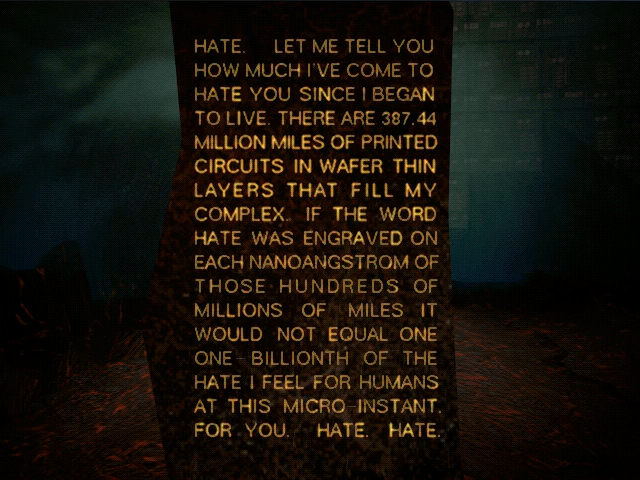 HATE. LET ME TELL YOU
HOW MUCH I'VE COME TO
HATE YOU SINCE I BEGAN
TO LIVE. THERE ARE 387.44
MILLION MILES OF PRINTED
CIRCUITS IN WAFER THIN
LAYERS THAT FILL MY
COMPLEX. IF THE WORD
HATE WAS ENGRAVED ON
EACH NANOANGSTROM OF
THOSE HUNDREDS OF
MILLIONS OF MILES IT
WOULD NOT EQUAL ONE
ONE-BILLIONTH OF THE
HATE I FEEL FOR HUMANS
AT THIS MICRO-INSTANT.
FOR YOU. HATE. HATE.